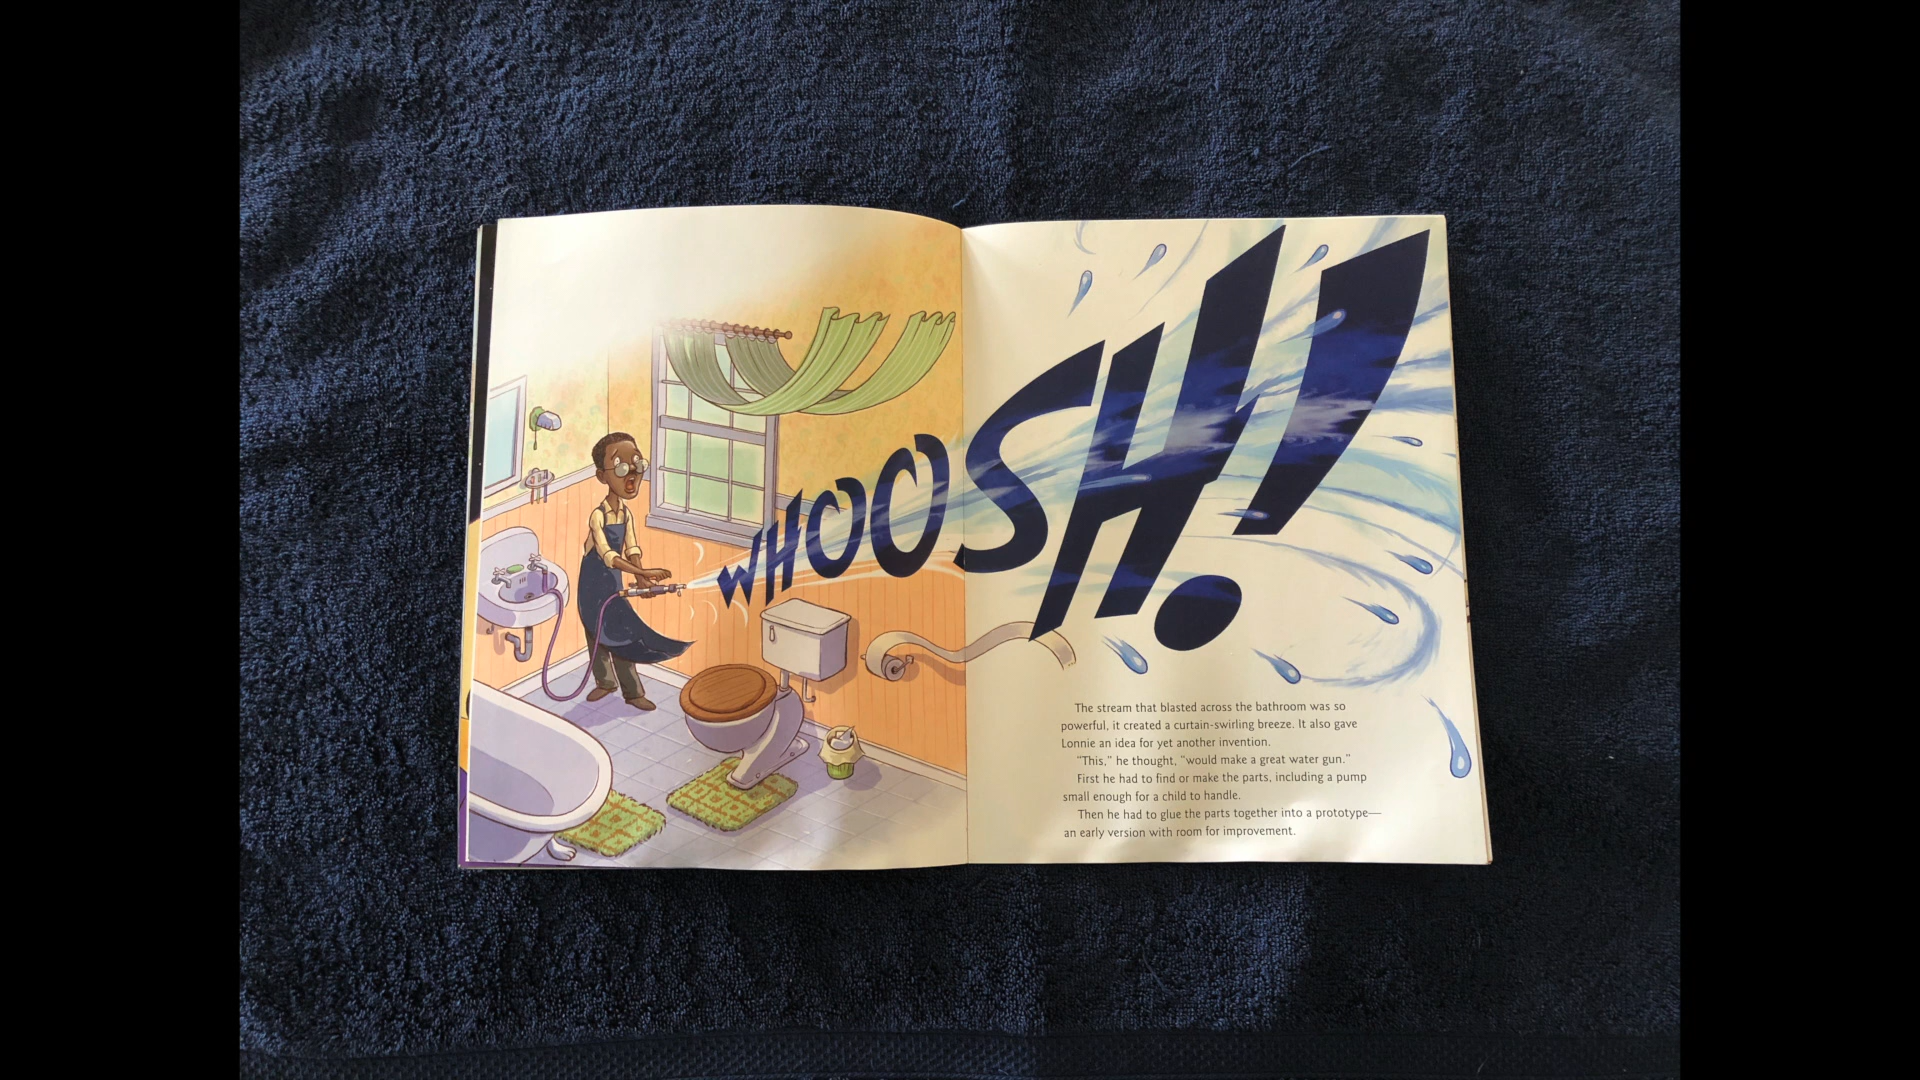 WHOOSH!
The stream that blasted across the bathroom was so
powerful, it created a curtain-swirling breeze. It also gave
Lonnie an idea for yet another invention.
"This," he thought, "would make a great water gun."
First he had to find or make the parts, including a pump
small enough for a child to handle.
Then he had to glue the parts together into a prototype—
an early version with room for improvement.